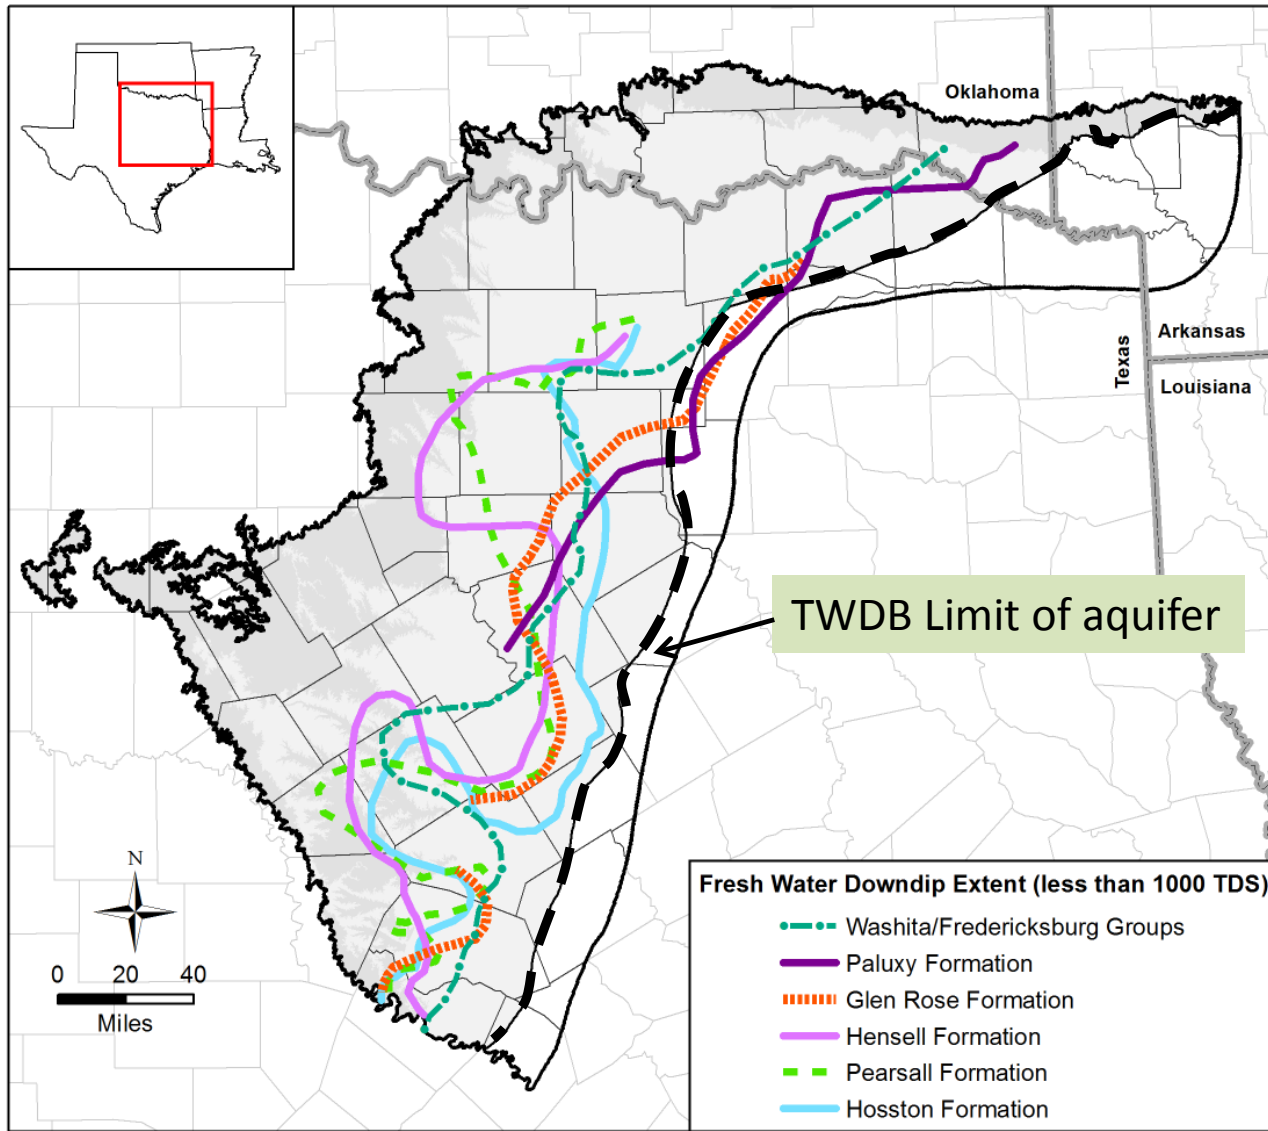 Oklahoma
Arkansas
Texas
Louisiana
TWDB Limit of aquifer
N
0 20 40
Miles
Fresh Water Downdip Extent (less than 1000 TDS)
Washita/Fredericksburg Groups
Paluxy Formation
Glen Rose Formation
Hensell Formation
Pearsall Formation
Hosston Formation